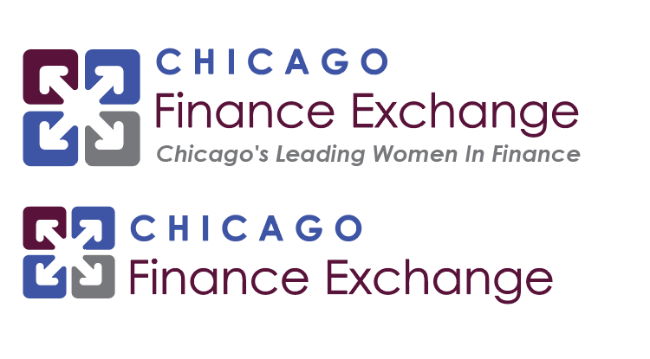 CHICAGO
Finance Exchange
Chicago's Leading Women In Finance
CHICAGO
Finance Exchange